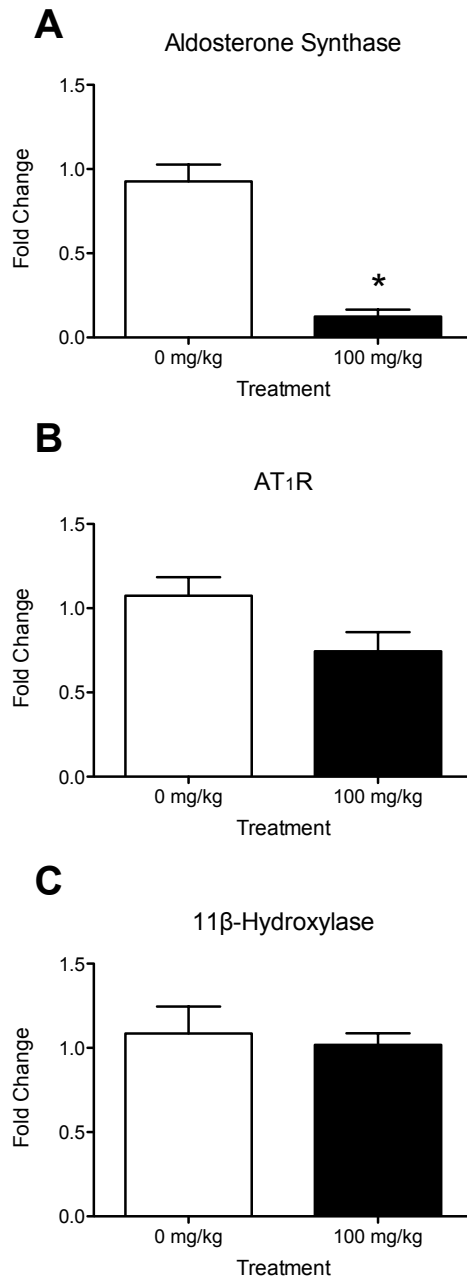 A
Aldosterone Synthase
1.5
1.0
0.5
0.0
Fold Change
*
0 mg/kg 100 mg/kg
Treatment
B
AT1R
1.5
1.0
0.5
0.0
Fold Change
0 mg/kg 100 mg/kg
Treatment
C
11β-Hydroxylase
1.5
1.0
0.5
0.0
Fold Change
0 mg/kg 100 mg/kg
Treatment